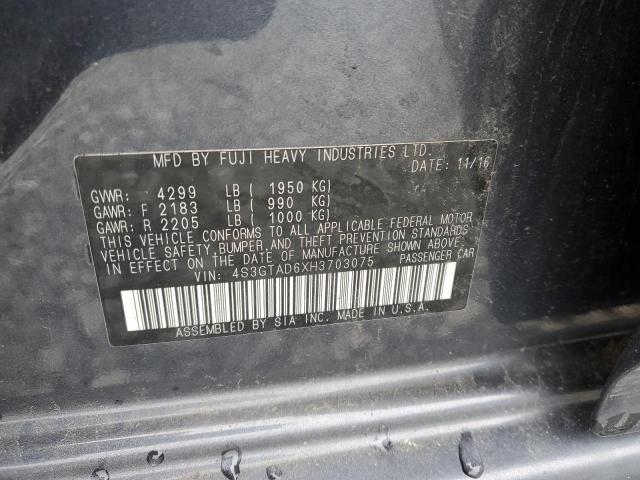 MFD BY FUJI HEAVY INDUSTRIES LTD.
DATE: 11/16
GVWR: 4299 LB ( 1950 KG)
GAWR: F 2183 LB ( 990 KG)
GAWR: R 2205 LB ( 1000 KG)
THIS VEHICLE CONFORMS TO ALL APPLICABLE FEDERAL MOTOR
VEHICLE SAFETY, BUMPER, AND THEFT PREVENTION STANDARDS
IN EFFECT ON THE DATE OF MANUFACTURE SHOWN ABOVE.
VIN: 4S3GTAD6XH3703075 PASSENGER CAR
ASSEMBLED BY SIA INC. MADE IN U.S.A.